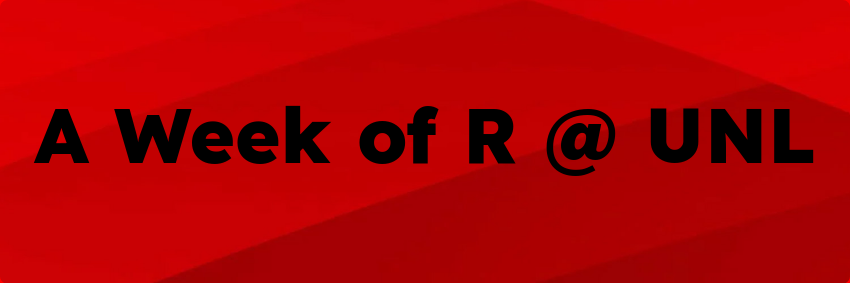 A Week of R @ UNL